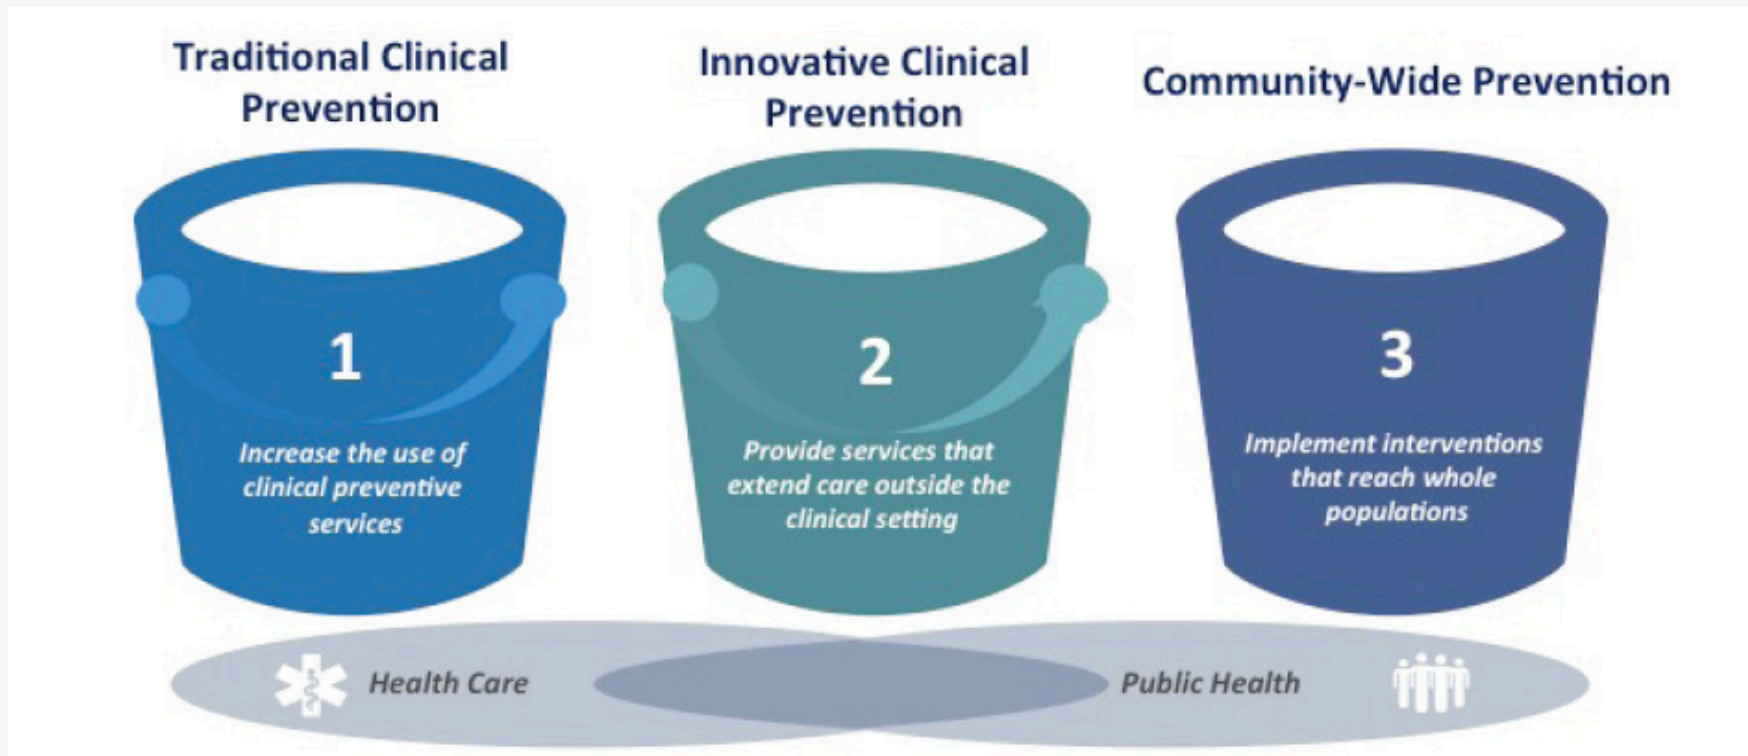 Traditional Clinical
Prevention
Innovative Clinical
Prevention
Community-Wide Prevention
1
Increase the use of
clinical preventive
services
2
Provide services that
extend care outside the
clinical setting
3
Implement interventions
that reach whole
populations
Health Care
Public Health